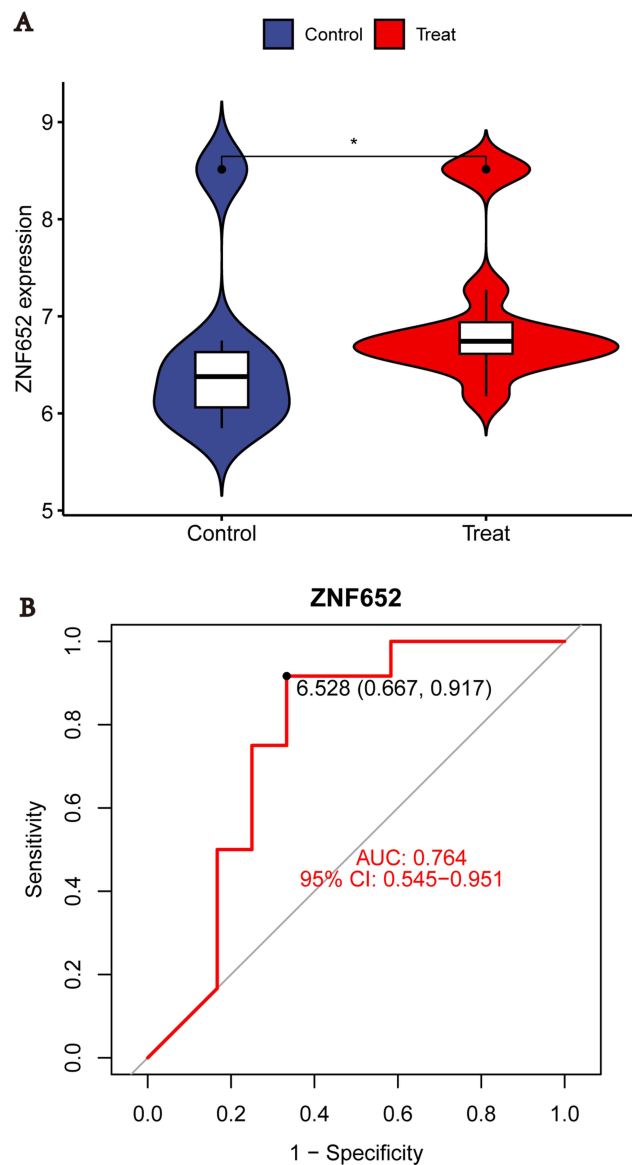 A
Control Treat
ZNF652 expression
9
8
7
6
5
*
Control Treat
B
ZNF652
Sensitivity
1.0
0.8
0.6
0.4
0.2
0.0
6.528 (0.667, 0.917)
AUC: 0.764
95% CI: 0.545−0.951
0.0 0.2 0.4 0.6 0.8 1.0
1 − Specificity